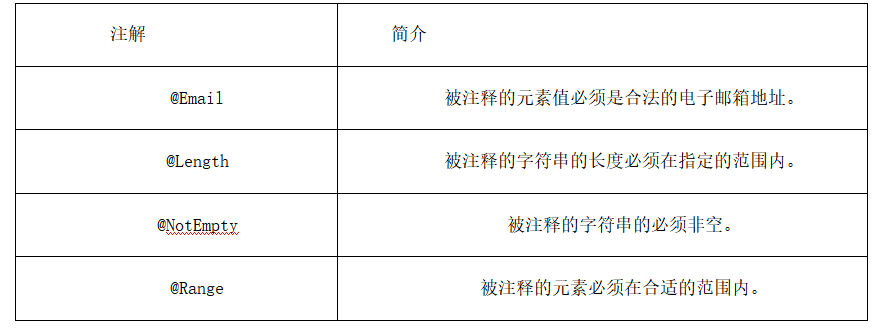 注解 简介
@Email 被注释的元素值必须是合法的电子邮箱地址。
@Length 被注释的字符串的长度必须在指定的范围内。
@NotEmpty 被注释的字符串的必须非空。
@Range 被注释的元素必须在合适的范围内。